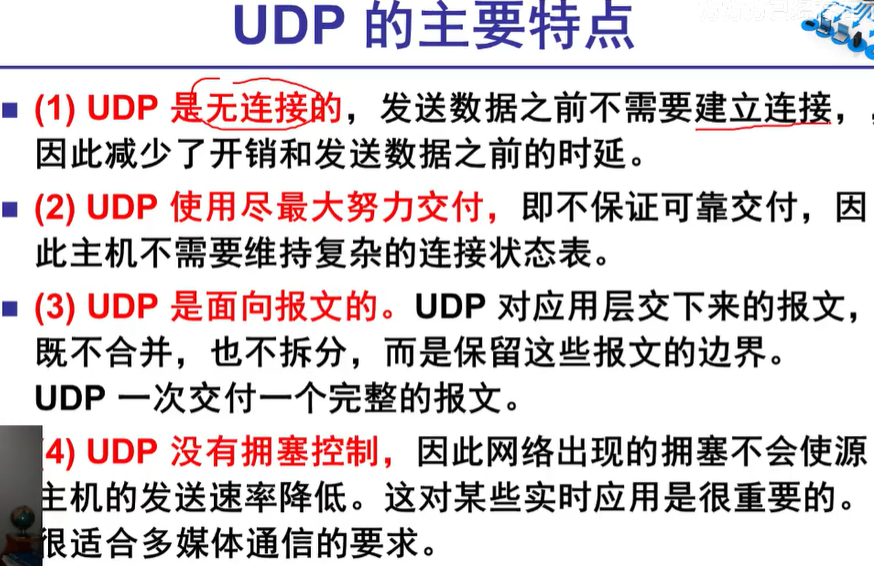 UDP 的主要特点
(1) UDP 是无连接的，发送数据之前不需要建立连接，，
因此减少了开销和发送数据之前的时延。
(2) UDP 使用尽最大努力交付，即不保证可靠交付，因
此主机不需要维持复杂的连接状态表。
(3) UDP 是面向报文的。UDP 对应用层交下来的报文，
既不合并，也不拆分，而是保留这些报文的边界。
UDP 一次交付一个完整的报文。
(4) UDP 没有拥塞控制，因此网络出现的拥塞不会使源
主机的发送速率降低。这对某些实时应用是很重要的。
很适合多媒体通信的要求。